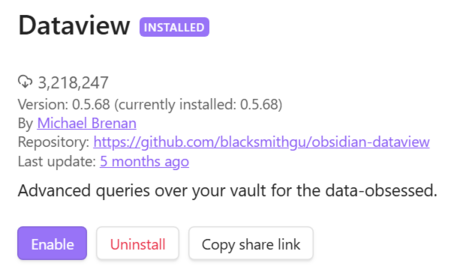 Dataview INSTALLED
3,218,247
Version: 0.5.68 (currently installed: 0.5.68)
By Michael Brenan
Repository: https://github.com/blacksmithgu/obsidian-dataview
Last update: 5 months ago
Advanced queries over your vault for the data-obsessed.
Enable Uninstall Copy share link